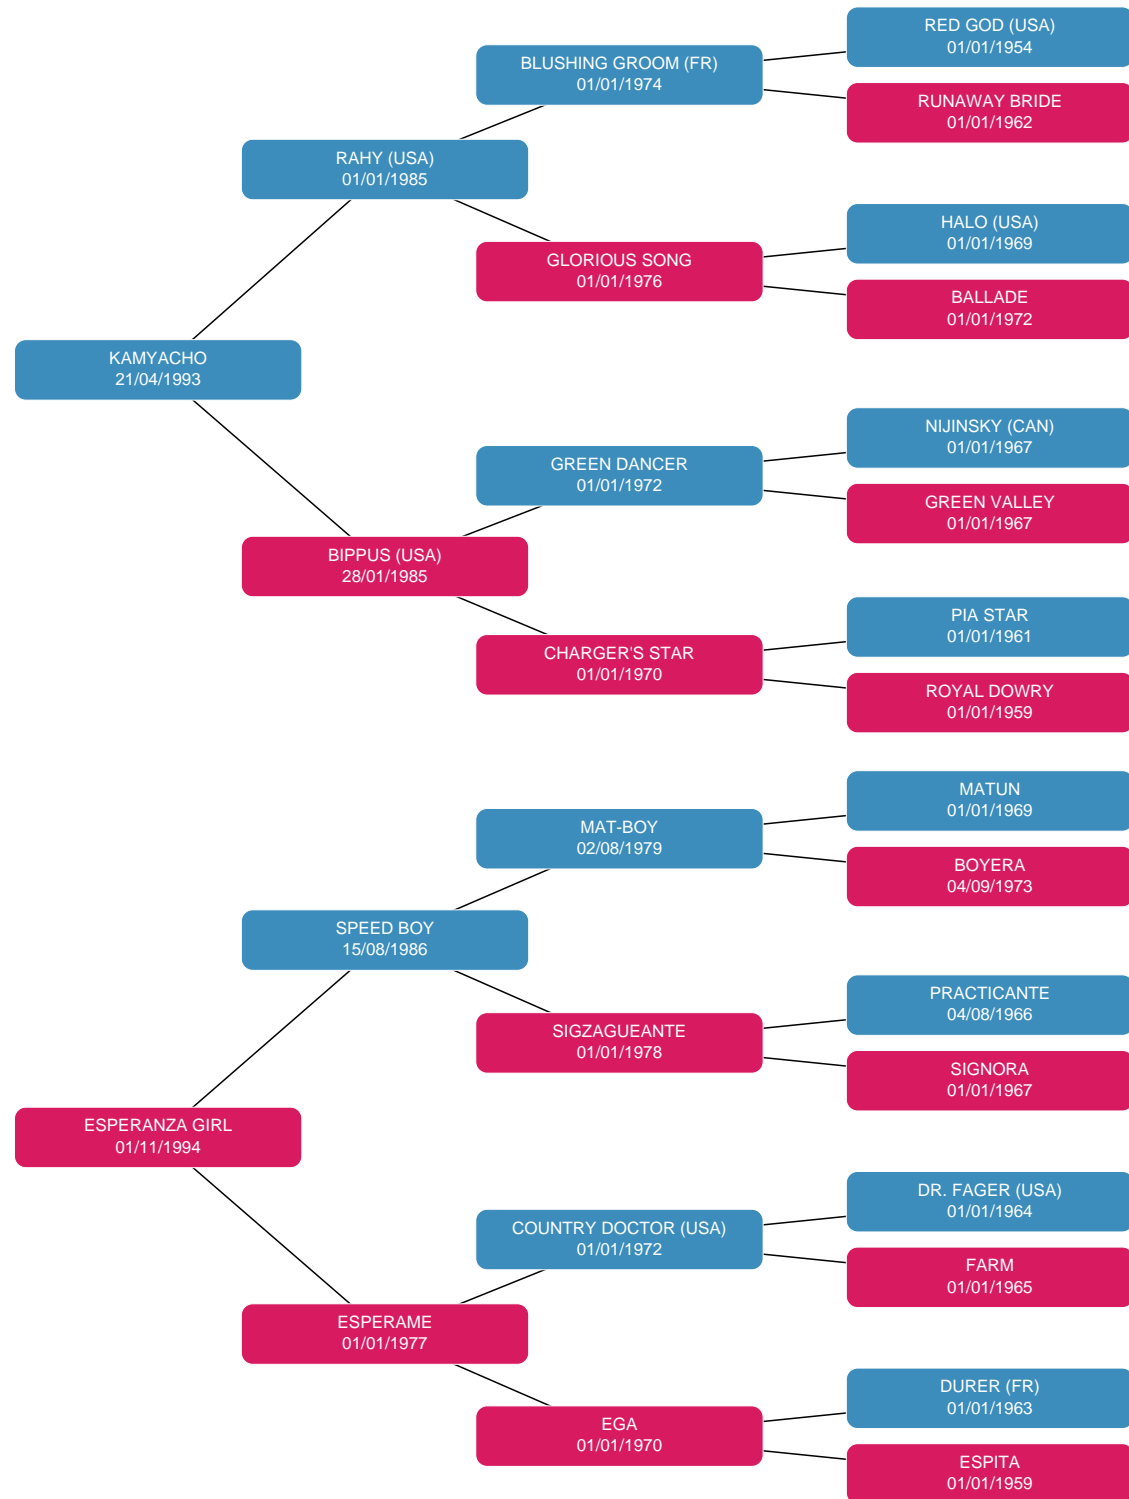 RED GOD (USA)
01/01/1954
BLUSHING GROOM (FR)
01/01/1974
RUNAWAY BRIDE
01/01/1962
RAHY (USA)
01/01/1985
HALO (USA)
01/01/1969
GLORIOUS SONG
01/01/1976
BALLADE
01/01/1972
KAMYACHO
21/04/1993
NIJINSKY (CAN)
01/01/1967
GREEN DANCER
01/01/1972
GREEN VALLEY
01/01/1967
BIPPUS (USA)
28/01/1985
PIA STAR
01/01/1961
CHARGER'S STAR
01/01/1970
ROYAL DOWRY
01/01/1959
MATUN
01/01/1969
MAT-BOY
02/08/1979
BOYERA
04/09/1973
SPEED BOY
15/08/1986
PRACTICANTE
04/08/1966
SIGZAGUEANTE
01/01/1978
SIGNORA
01/01/1967
ESPERANZA GIRL
01/11/1994
DR. FAGER (USA)
01/01/1964
COUNTRY DOCTOR (USA)
01/01/1972
FARM
01/01/1965
ESPERAME
01/01/1977
DURER (FR)
01/01/1963
EGA
01/01/1970
ESPITA
01/01/1959